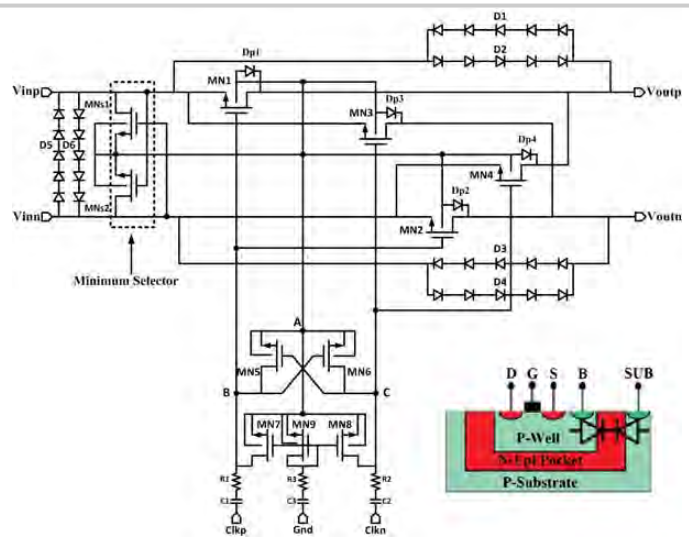 D1
Dp1
D2
MN1
Vinp
Voutp
MNs1
Dp3
MN3
Dp4
D5
D6
MN4
Dp2
MNs2
MN2
Vinn
Voutn
D3
Minimum Selector
D4
A
MN5
MN6
B
C
D G S B SUB
MN7
MN9
MN8
P-Well
N-Epi Pocket
P-Substrate
R1
R3
R2
C1
C3
C2
Clkp
Gnd
Clkn